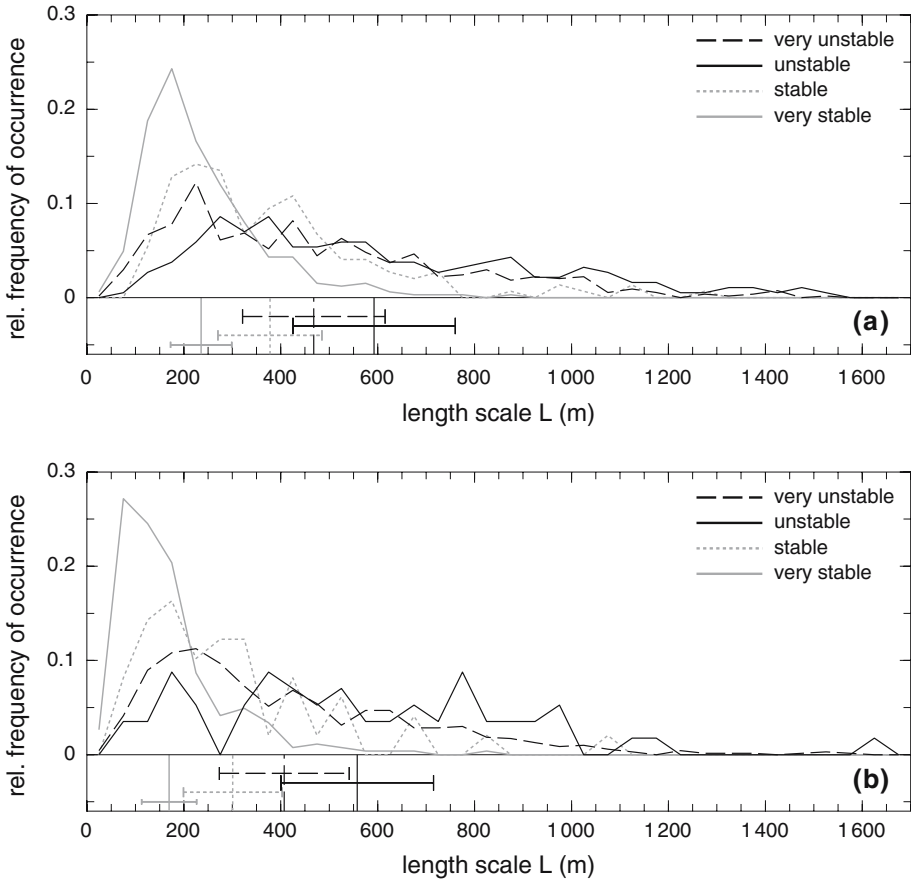 0.3
0.2
0.1
0
rel. frequency of occurrence
very unstable
unstable
stable
very stable
(a)
0 200 400 600 800 1 000 1 200 1 400 1 600
length scale L (m)
0.3
0.2
0.1
0
rel. frequency of occurrence
very unstable
unstable
stable
very stable
(b)
0 200 400 600 800 1 000 1 200 1 400 1 600
length scale L (m)